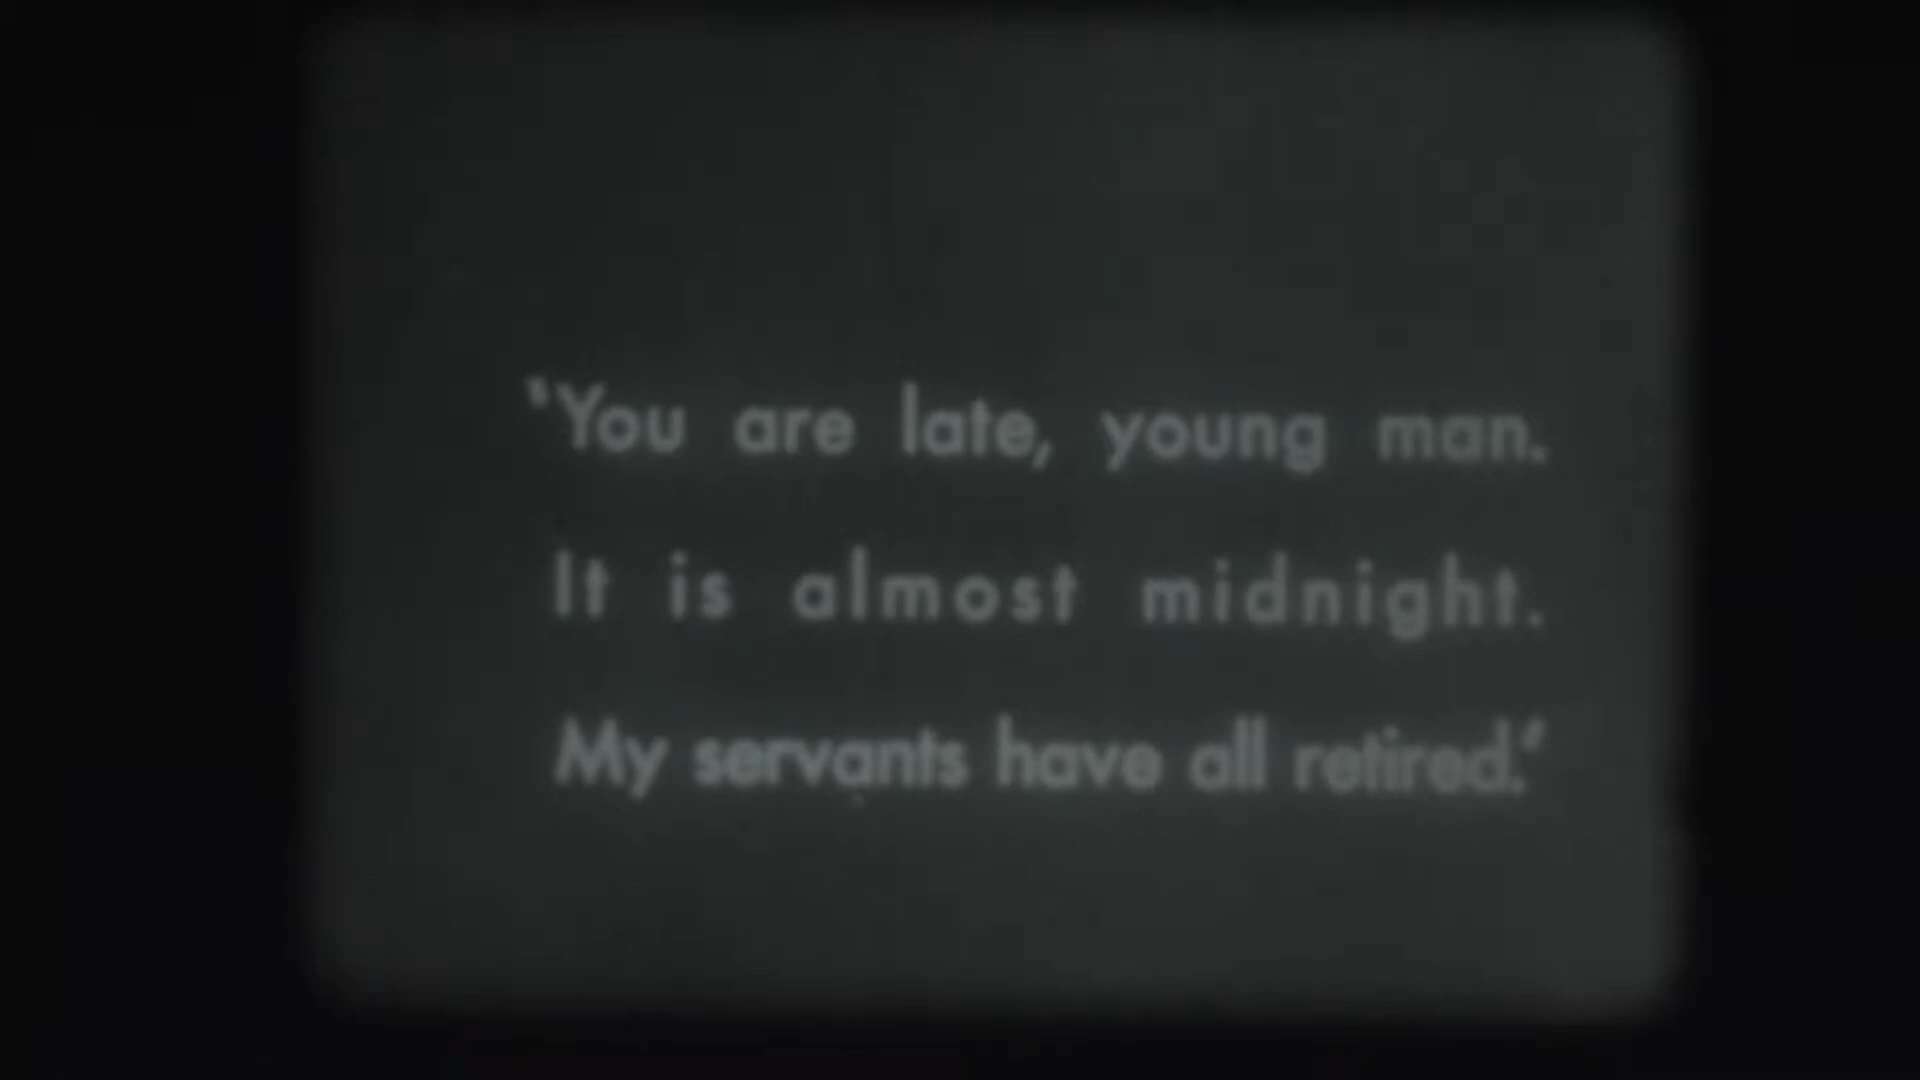 "You are late, young man.
It is almost midnight.
My servants have all retired."